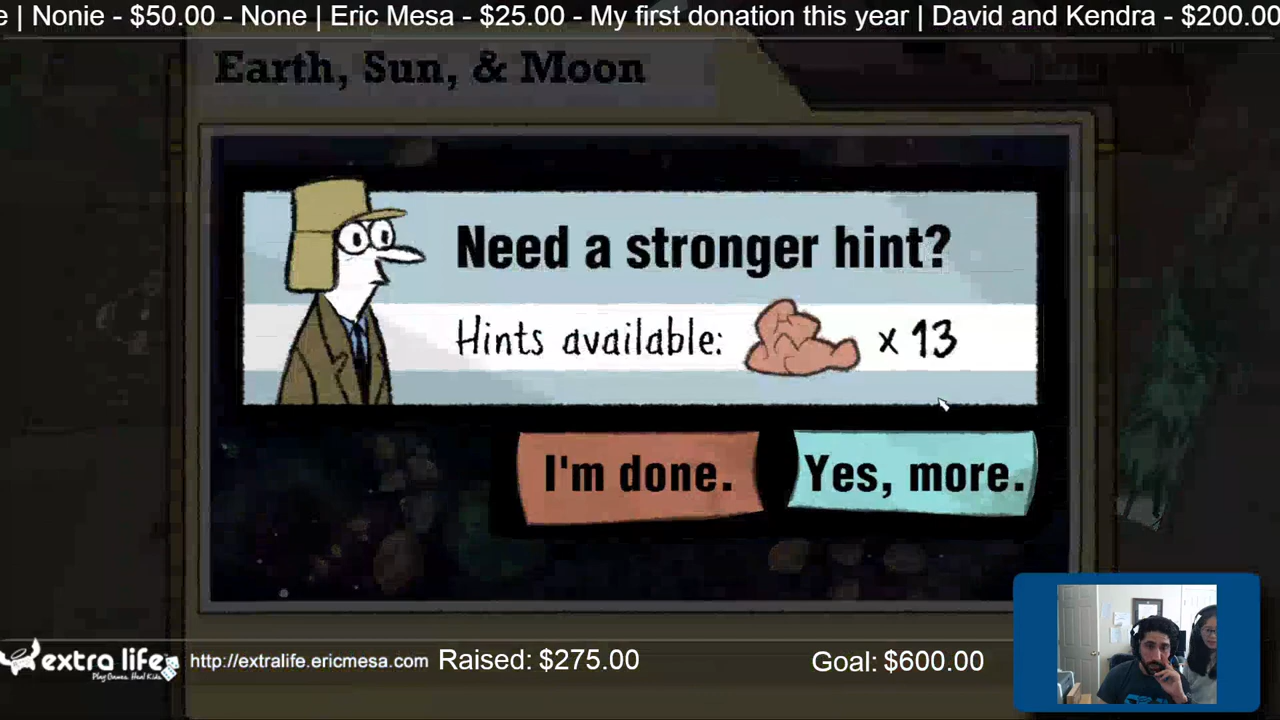 e | Nonie - $50.00 - None | Eric Mesa - $25.00 - My first donation this year | David and Kendra - $200.00
Earth, Sun, & Moon
Need a stronger hint?
Hints available: x 13
I'm done. Yes, more.
extra life
Play Games. Heal Kids.
http://extralife.ericmesa.com Raised: $275.00 Goal: $600.00